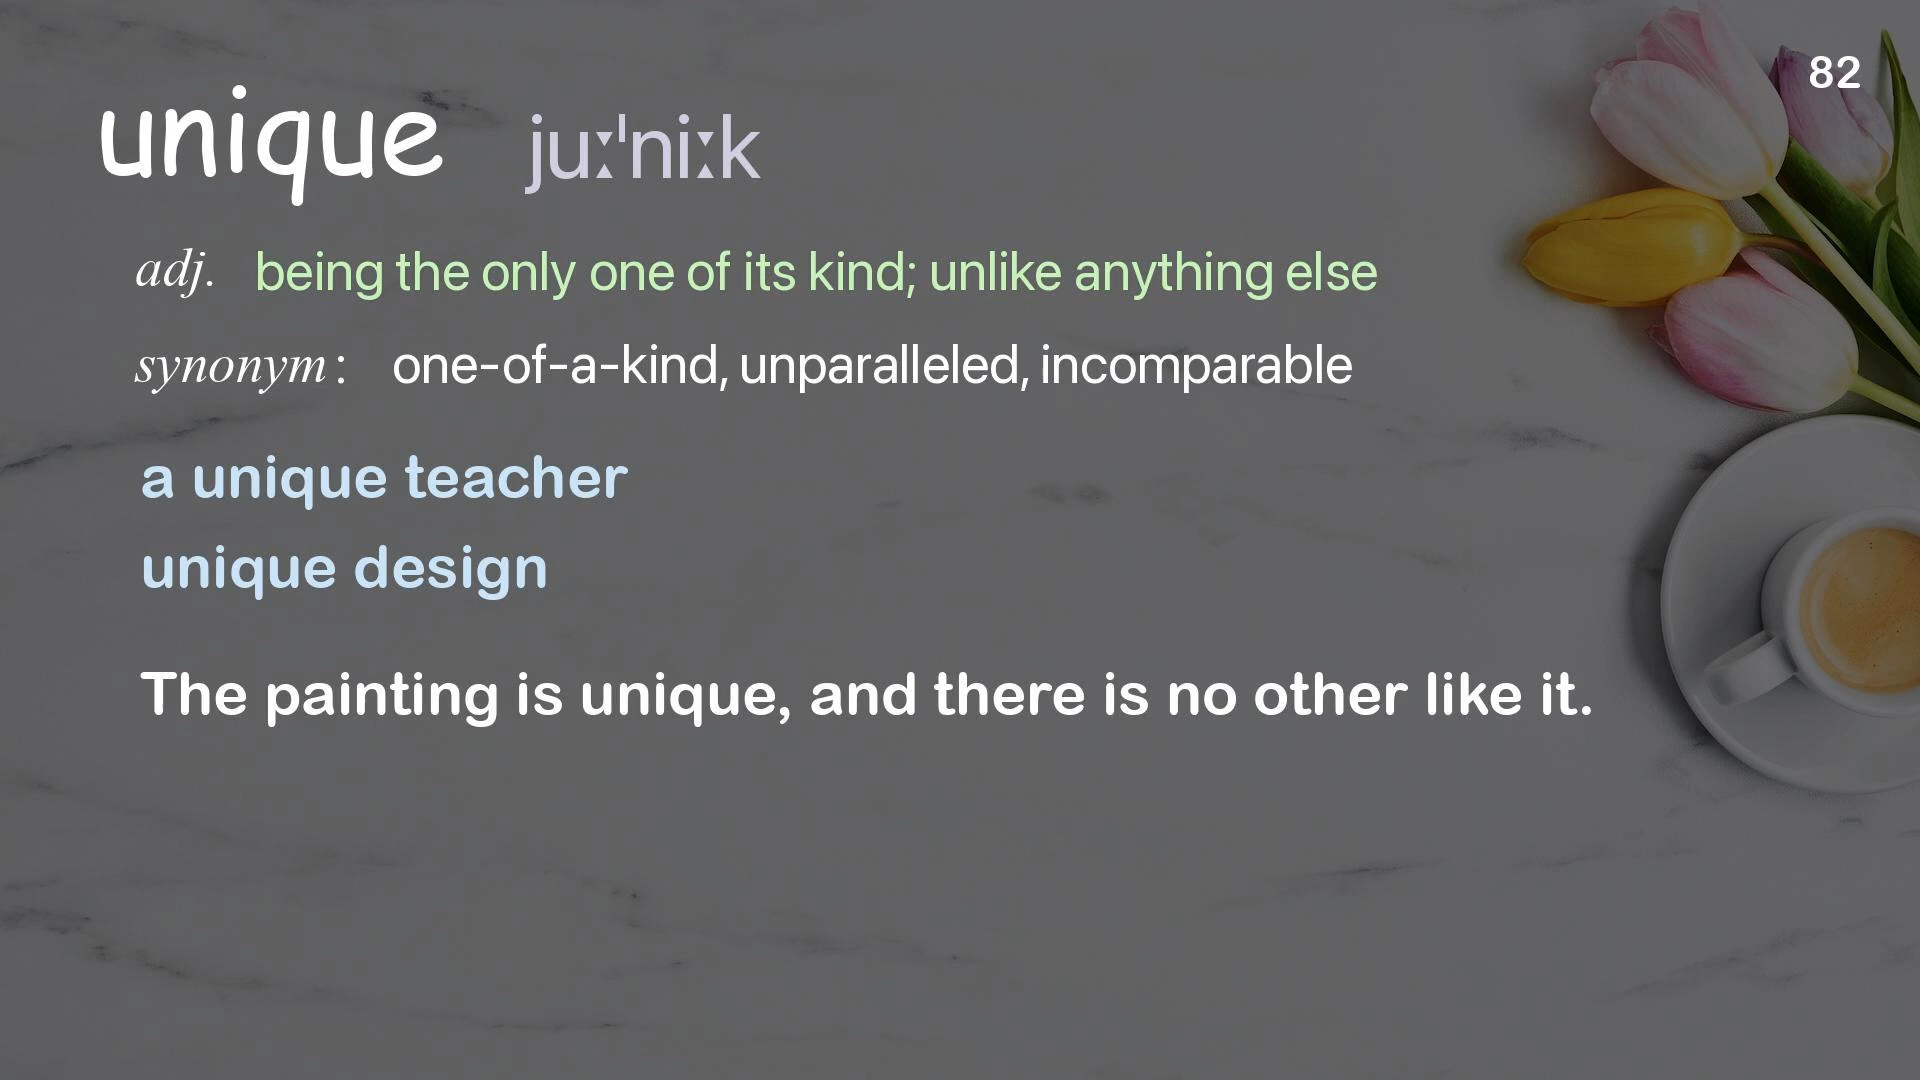 82
unique juːˈniːk
adj. being the only one of its kind; unlike anything else
synonym : one-of-a-kind, unparalleled, incomparable
a unique teacher
unique design
The painting is unique, and there is no other like it.